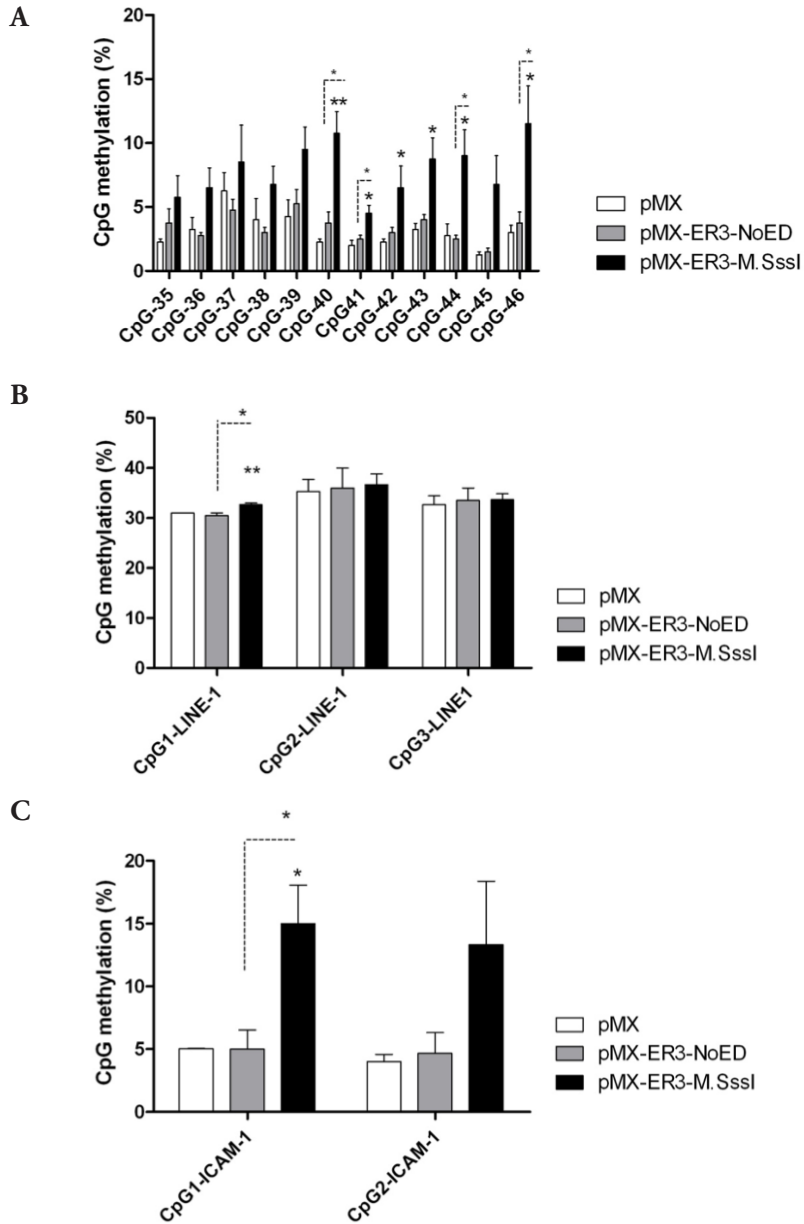 A
CpG methylation (%)
20
15
10
5
0
*
**
*
*
*
*
*
*
*
*
CpG-35
CpG-36
CpG-37
CpG-38
CpG-39
CpG-40
CpG41
CpG-42
CpG-43
CpG-44
CpG-45
CpG-46
pMX
pMX-ER3-NoED
pMX-ER3-M.SssI
B
CpG methylation (%)
50
40
30
20
10
0
*
**
CpG1-LINE-1
CpG2-LINE-1
CpG3-LINE1
pMX
pMX-ER3-NoED
pMX-ER3-M.SssI
C
CpG methylation (%)
20
15
10
5
0
*
*
CpG1-ICAM-1
CpG2-ICAM-1
pMX
pMX-ER3-NoED
pMX-ER3-M.SssI